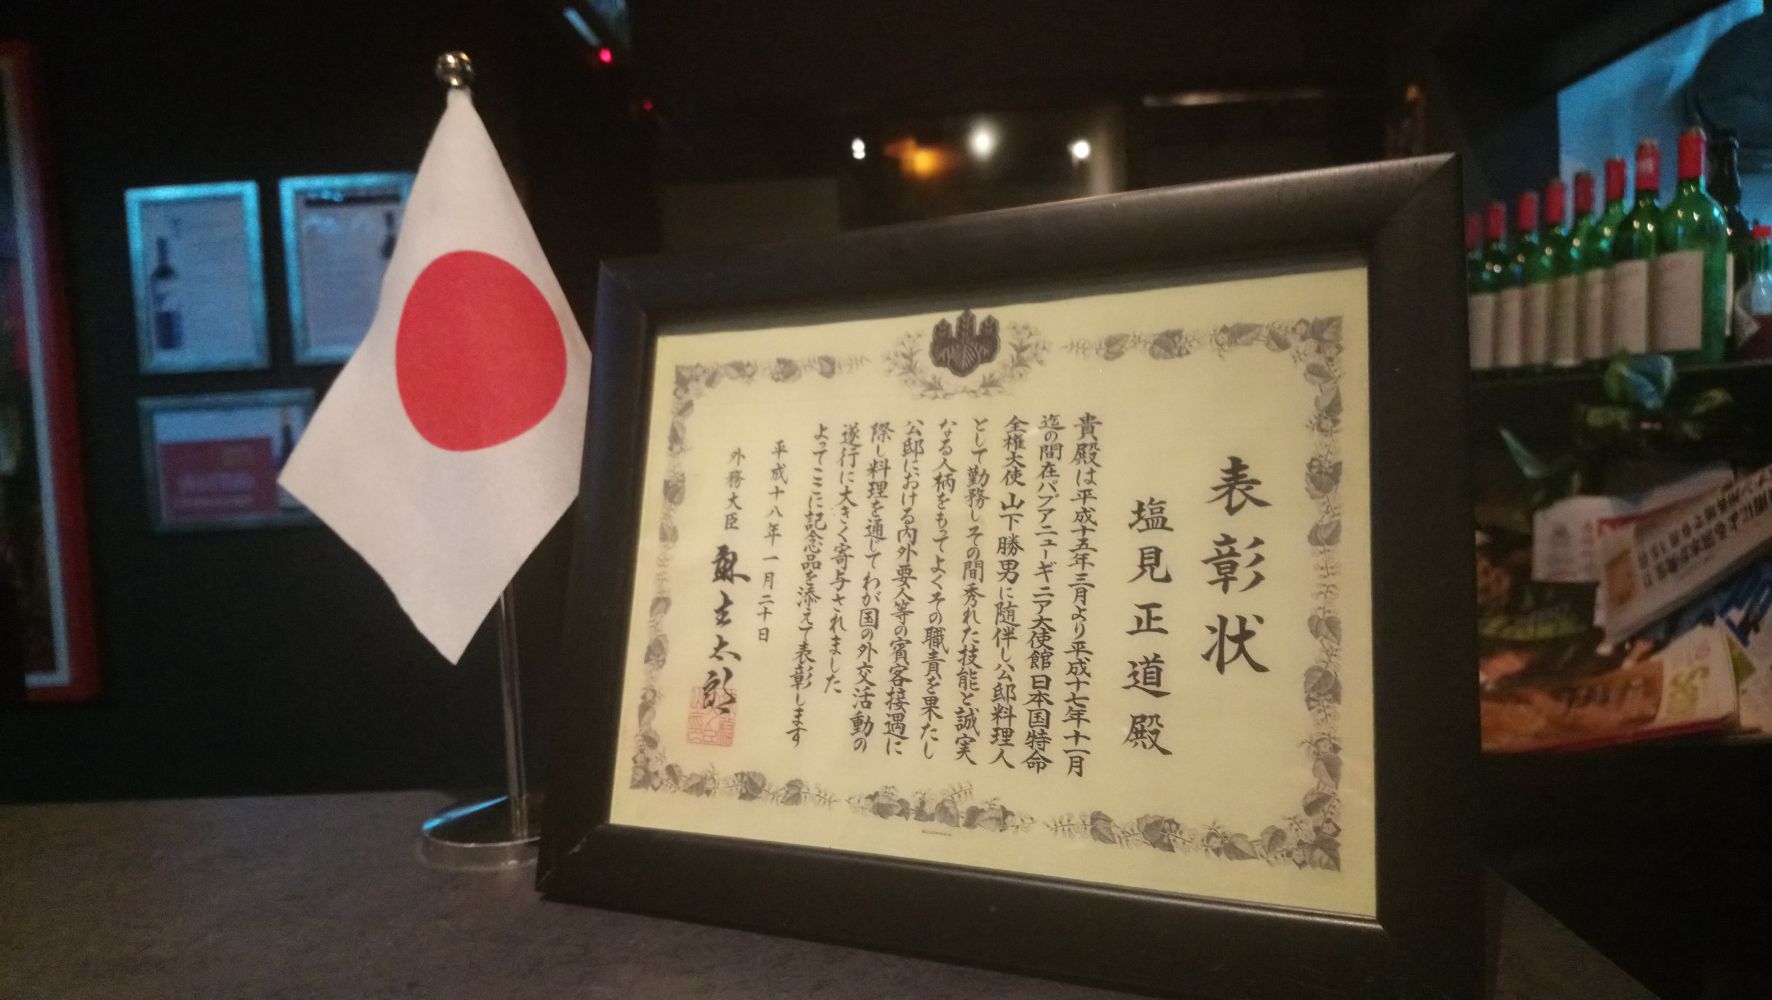 表彰状
塩見正道殿
貴殿は平成十五年三月より平成十七年十一月
迄の間在パプアニューギニア大使館日本国特命
全権大使 山下勝男に随伴し公邸料理人
として勤務しその間秀れた技能と誠実
なる人柄をもってよくその職責を果たし
公邸における内外要人等の賓客接遇に
際し料理を通じてわが国の外交活動の
遂行に大きく寄与されました
よってここに記念品を添えて表彰します
平成十八年一月二十日
外務大臣 麻生太郎